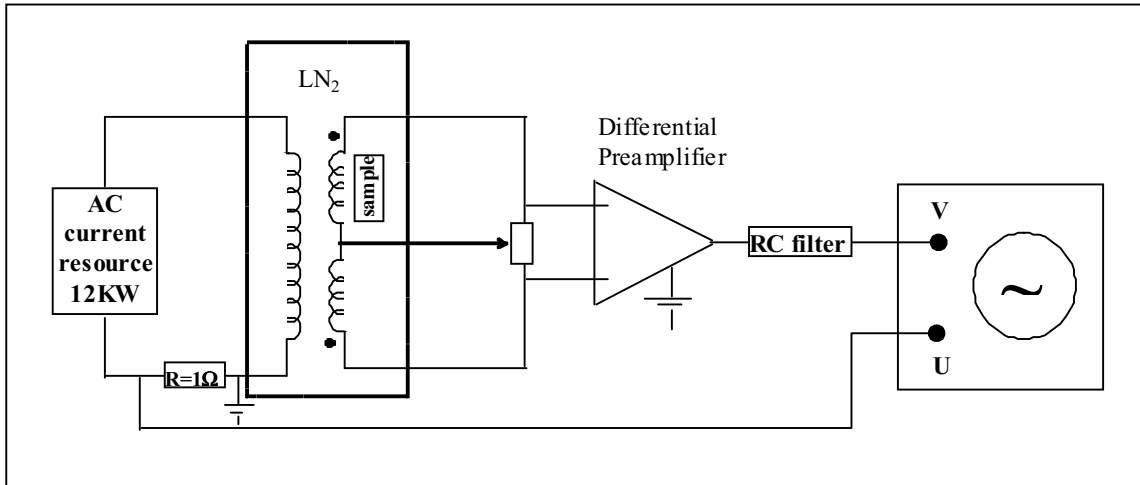 LN₂
Differential
Preamplifier
sample
AC
current
resource
12KW
V
RC filter
~
U
R=1Ω